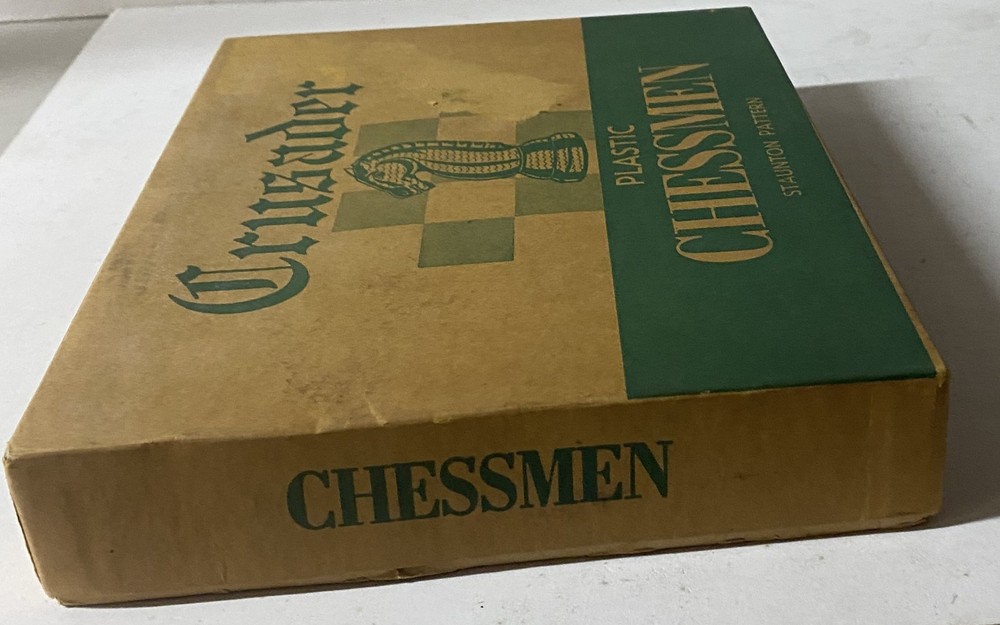 Crusader
PLASTIC
CHESSMEN
STAUNTON PATTERN
CHESSMEN